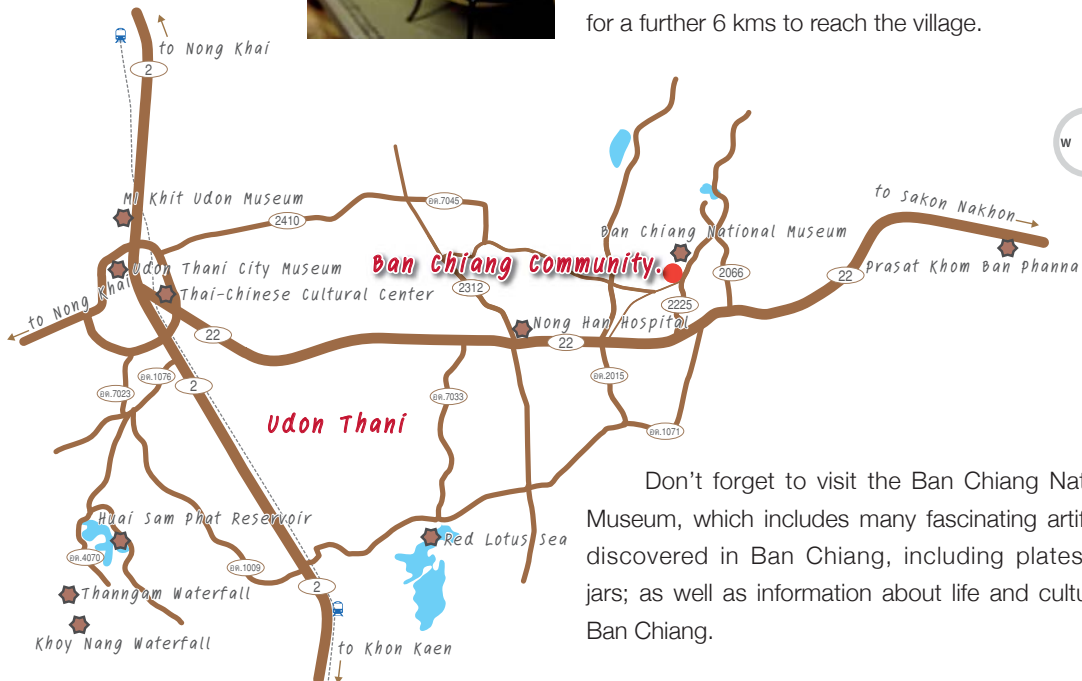 for a further 6 kms to reach the village.
to Nong Khai
2
W
Mi Khit Udon Museum
2410
อด.7045
to Sakon Nakhon
Ban Chiang National Museum
Udon Thani City Museum
Ban Chiang Community.
2066
22
Prasat Khom Ban Phanna
to Nong Khai
Thai-Chinese Cultural Center
2312
2225
Nong Han Hospital
22
22
อด.1076
2
อด.7023
อด.2015
อด.7033
Udon Thani
อด.1071
Don’t forget to visit the Ban Chiang Nat
Museum, which includes many fascinating artif
discovered in Ban Chiang, including plates
jars; as well as information about life and cultu
Ban Chiang.
Huai Sam Phat Reservoir
Red Lotus Sea
อด.4070
อด.1009
2
Thanngam Waterfall
Khoy Nang Waterfall
to Khon Kaen